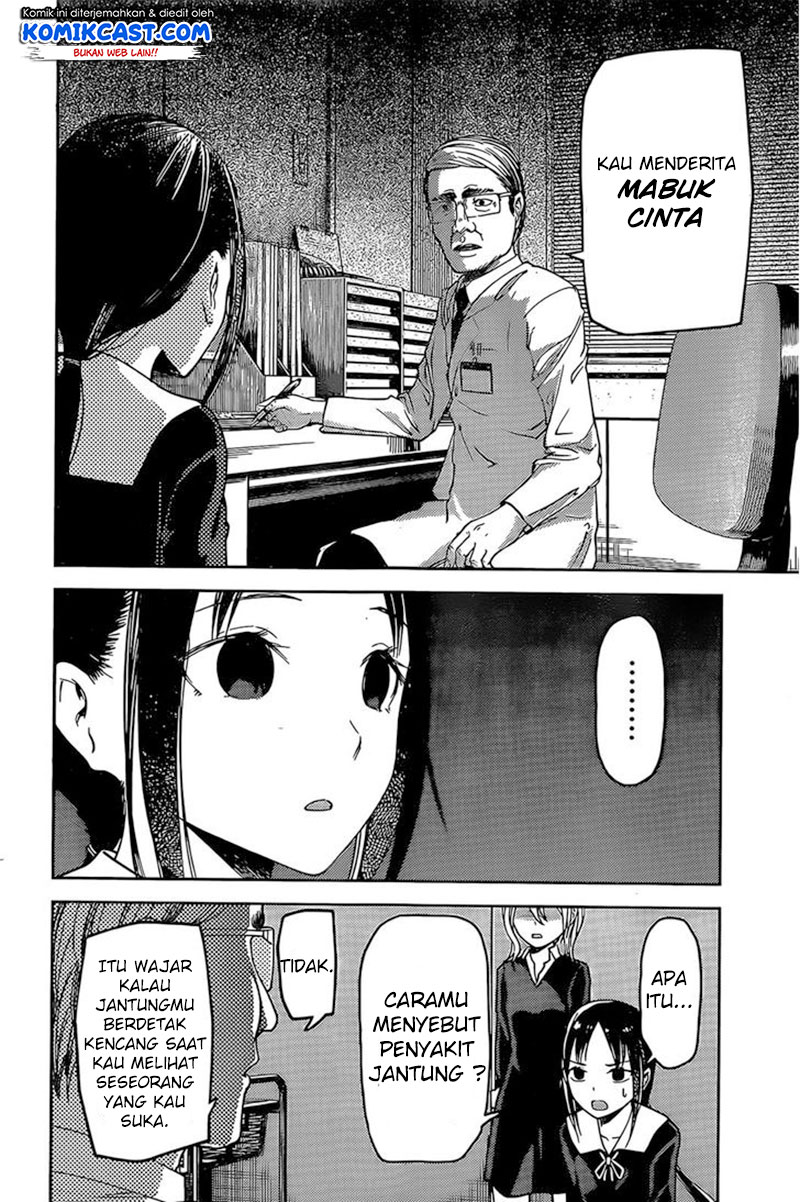 Komik ini diterjemahkan & diedit oleh
KOMIKCAST.COM
BUKAN WEB LAIN!!
KAU MENDERITA
MABUK
CINTA
.........
APA
ITU...
CARAMU
MENYEBUT
PENYAKIT
JANTUNG ?
TIDAK.
ITU WAJAR
KALAU
JANTUNGMU
BERDETAK
KENCANG SAAT
KAU MELIHAT
SESEORANG
YANG KAU
SUKA.